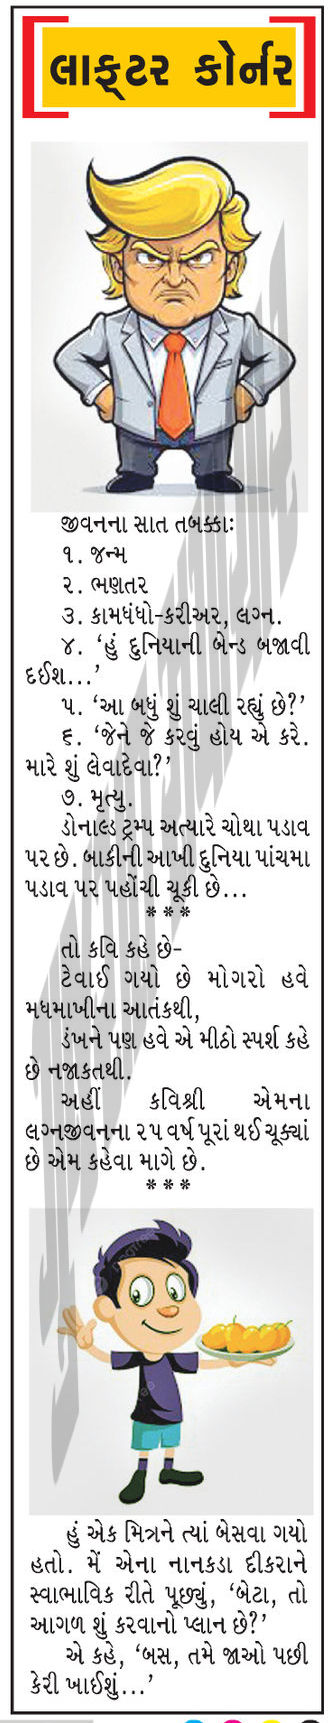 લાફ્ટર કોર્નર
જીવનના સાત તબક્કાઃ
૧. જન્મ
૨. ભણતર
૩. કામધંધો-કરીઅર, લગ્ન.
૪. ‘હું દુનિયાની બેન્ડ બજાવી
દઈશ...’
૫. ‘આ બધું શું ચાલી રહ્યું છે?’
૬. ‘જેને જે કરવું હોય એ કરે.
મારે શું લેવાદેવા?’
૭. મૃત્યુ.
ડોનાલ્ડ ટ્રમ્પ અત્યારે ચોથા પડાવ
પર છે. બાકીની આખી દુનિયા પાંચમા
પડાવ પર પહોંચી ચૂકી છે...
***
તો કવિ કહે છે-
ટેવાઈ ગયો છે મોગરો હવે
મધમાખીના આતંકથી,
ડંખને પણ હવે એ મીઠો સ્પર્શ કહે
છે નજાકતથી.
અહીં કવિશ્રી એમના
લગ્નજીવનના ૨૫ વર્ષ પૂરાં થઈ ચૂક્યાં
છે એમ કહેવા માગે છે.
***
હું એક મિત્રને ત્યાં બેસવા ગયો
હતો. મેં એના નાનકડા દીકરાને
સ્વાભાવિક રીતે પૂછ્યું, ‘બેટા, તો
આગળ શું કરવાનો પ્લાન છે?’
એ કહે, ‘બસ, તમે જાઓ પછી
કેરી ખાઈશું...’